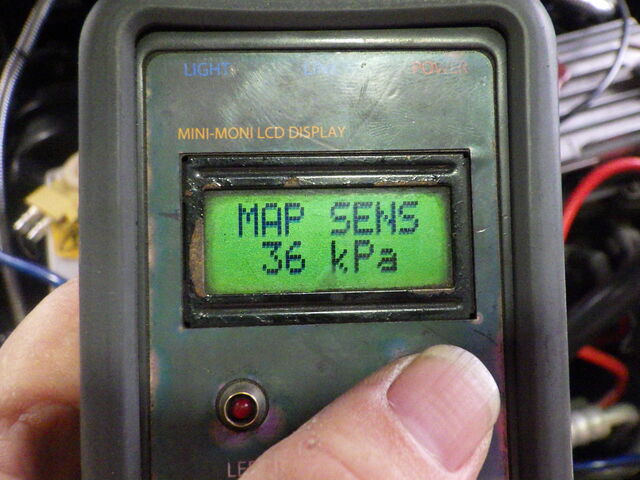 LIGHT POWER
MINI-MONI LCD DISPLAY
MAP SENS
36 kPa